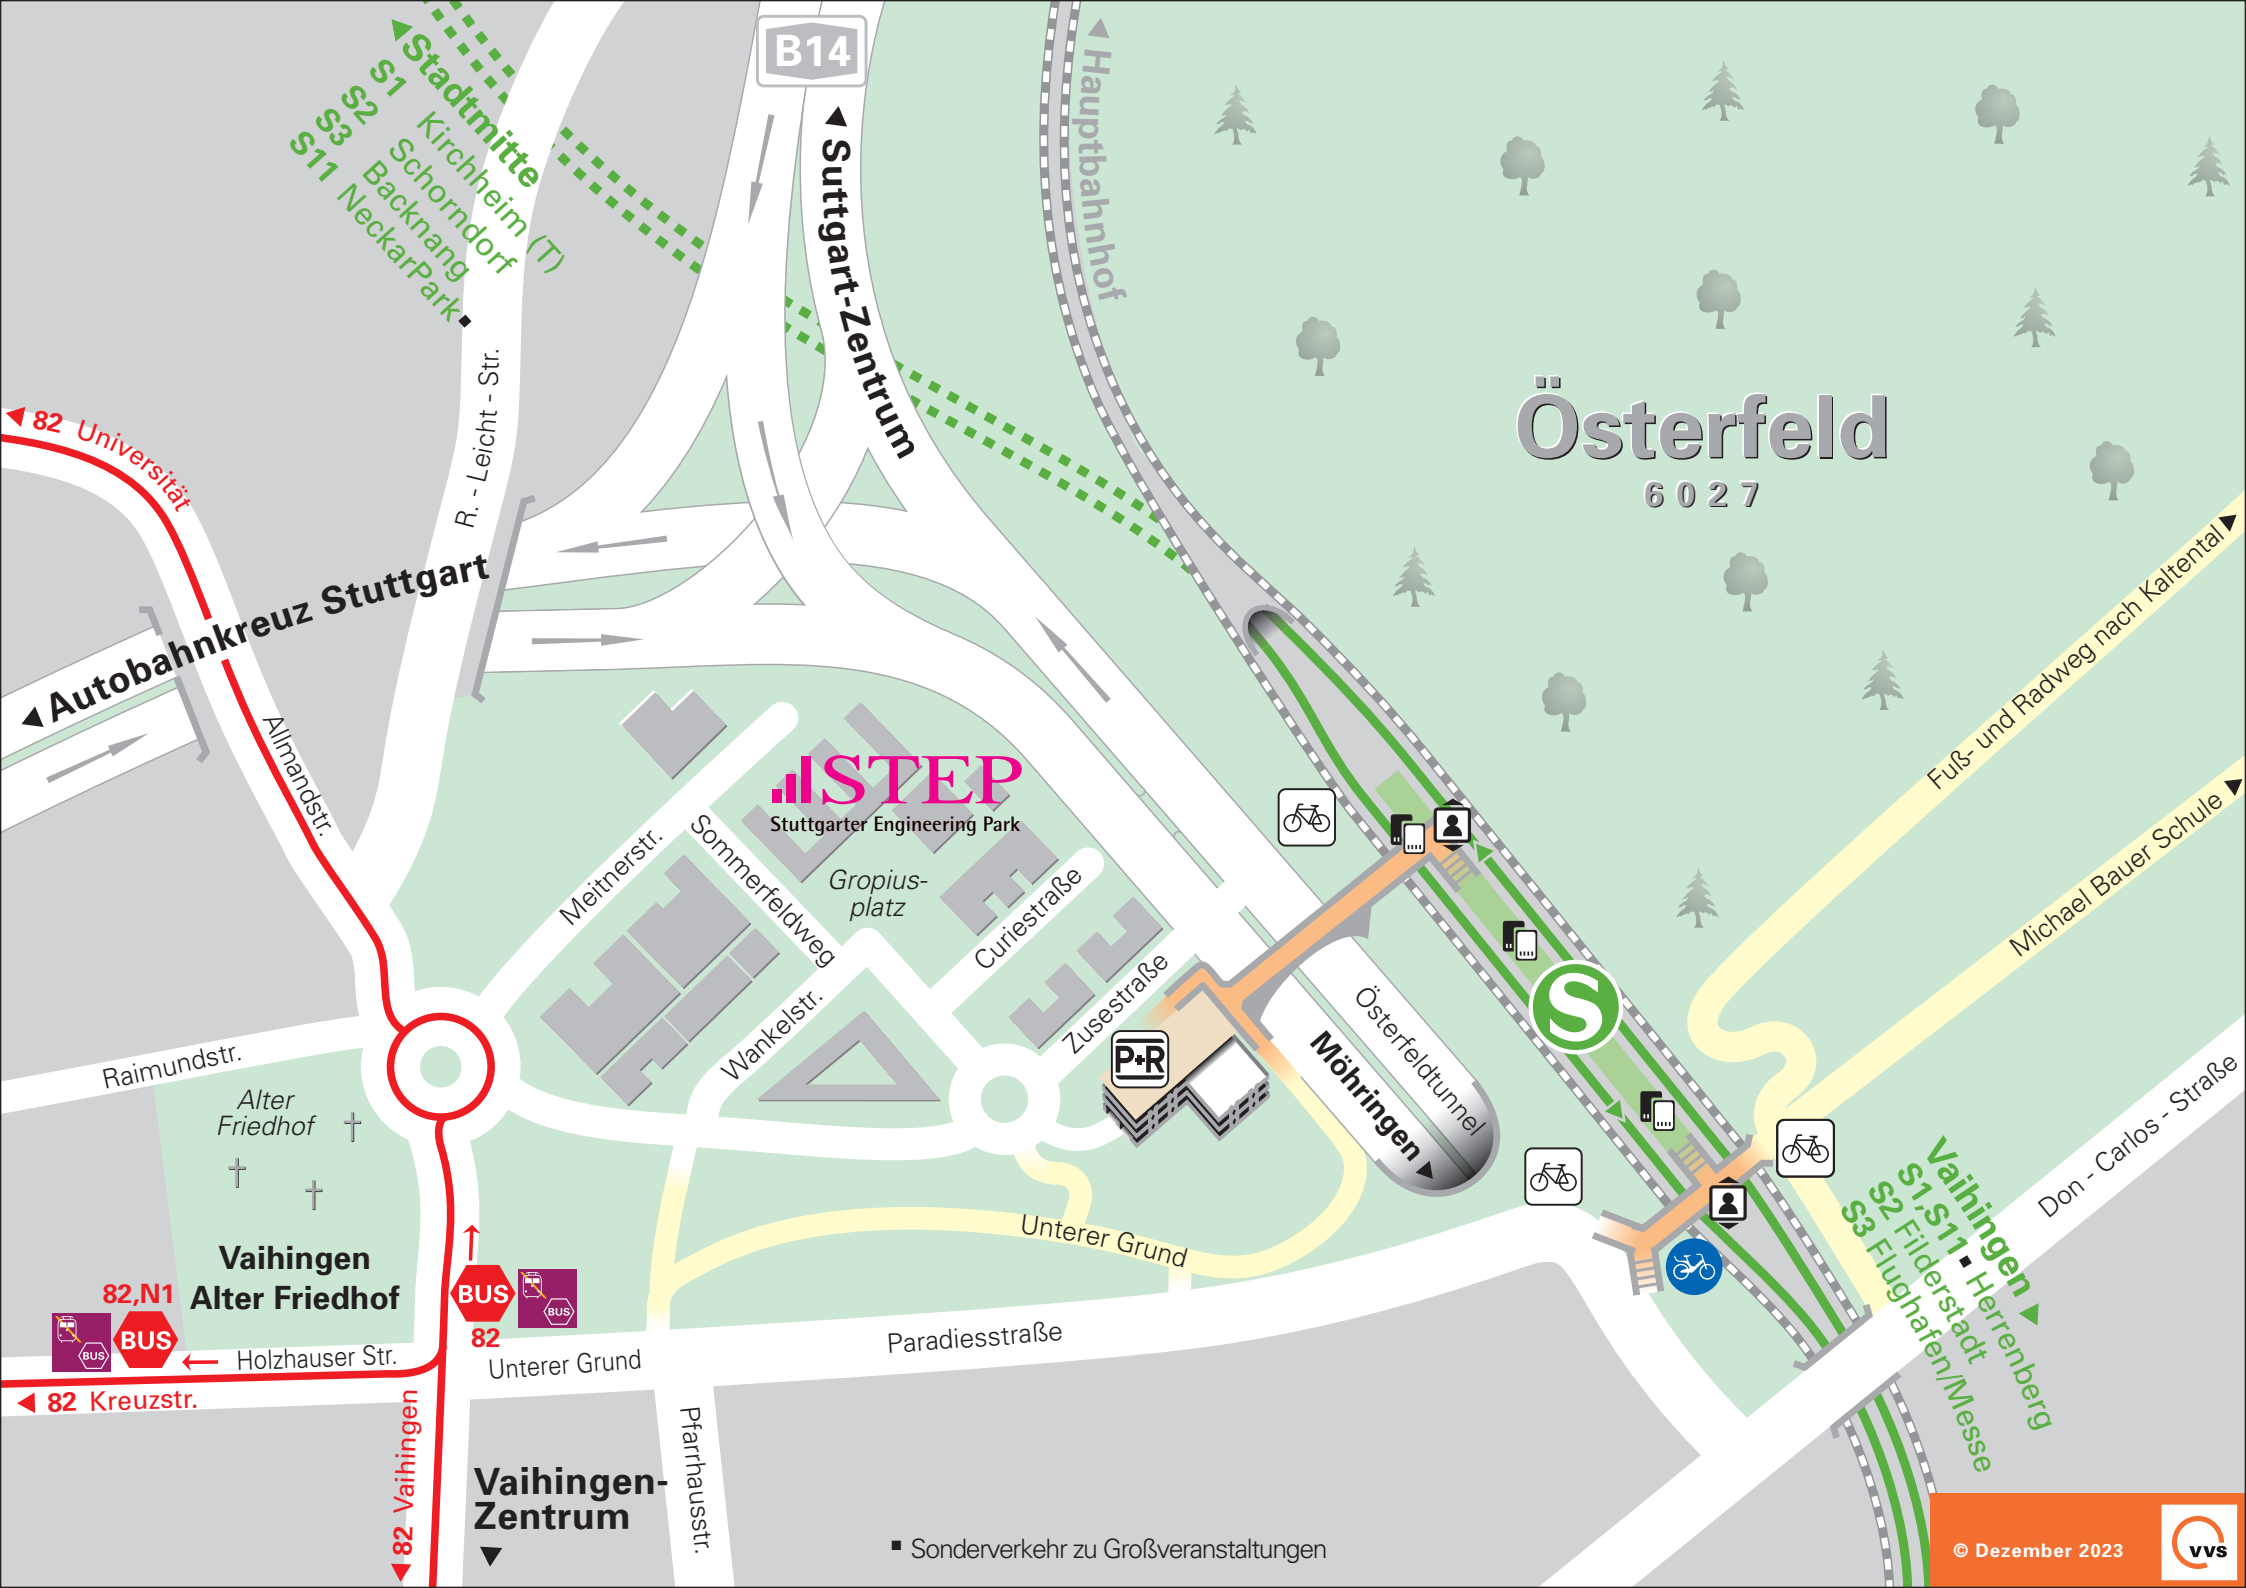 B14
Stadtmitte
S1 Kirchheim (T)
S2 Schorndorf
S3 Backnang
S11 NeckarPark
Hauptbahnhof
Suttgart-Zentrum
R. - Leicht - Str.
82 Universität
Autobahnkreuz Stuttgart
Allmandstr.
Österfeld
6027
Fuß- und Radweg nach Kaltental
Michael Bauer Schule
STEP
Stuttgarter Engineering Park
Meitnerstr.
Sommerfeldweg
Gropius-
platz
Curiestraße
Wankelstr.
Zusestraße
P+R
S
Österfeldtunnel
Möhringen
Raimundstr.
Alter
Friedhof
Don - Carlos - Straße
Vaihingen
S1,S11 Herrenberg
S2 Filderstadt
S3 Flughafen/Messe
Unterer Grund
Vaihingen
Alter Friedhof
82,N1
BUS
BUS
BUS
BUS
82
Holzhauser Str.
Unterer Grund
Paradiesstraße
82 Kreuzstr.
82 Vaihingen
Vaihingen-
Zentrum
Pfarrhausstr.
Sonderverkehr zu Großveranstaltungen
© Dezember 2023
vvs